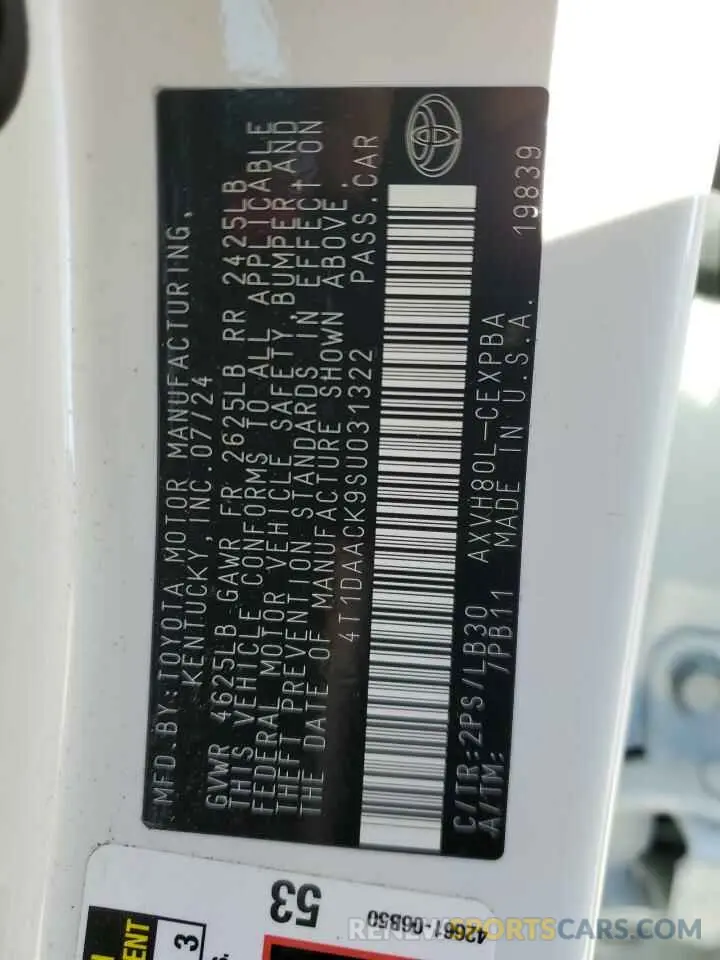 MFD.BY:TOYOTA MOTOR MANUFACTURING,
KENTUCKY, INC. 07/24
GVWR 4625LB GAWR FR 2625LB RR 2425LB
THIS VEHICLE CONFORMS TO ALL APPLICABLE
FEDERAL MOTOR VEHICLE SAFETY, BUMPER AND
THEFT PREVENTION STANDARDS IN EFFECT ON
THE DATE OF MANUFACTURE SHOWN ABOVE.
4T1DAACK9SU031322 PASS.CAR
C/TR:2PS/LB30 AXVH80L-CEXPBA 19839
A/TM: /PB11 MADE IN U.S.A.
53
42661-06B50
3
RENEWSPORTSCARS.COM